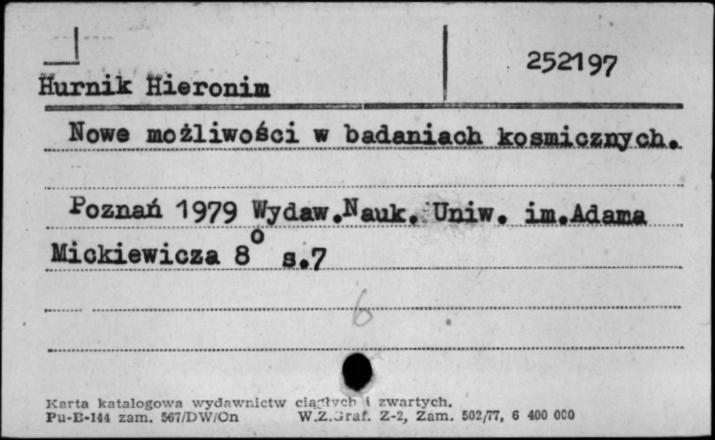 252197
Hurnik Hieronim
Nowe możliwości w badaniach kosmicznych.
Poznań 1979 Wydaw.Nauk. Uniw. im.Adama
Mickiewicza 8° s.7
6
Karta katalogowa wydawnictw ciągłych i zwartych.
Pu-E-144 zam. 567/DW/On W.Z.Graf. Z-2, Zam. 502/77, 6 400 000